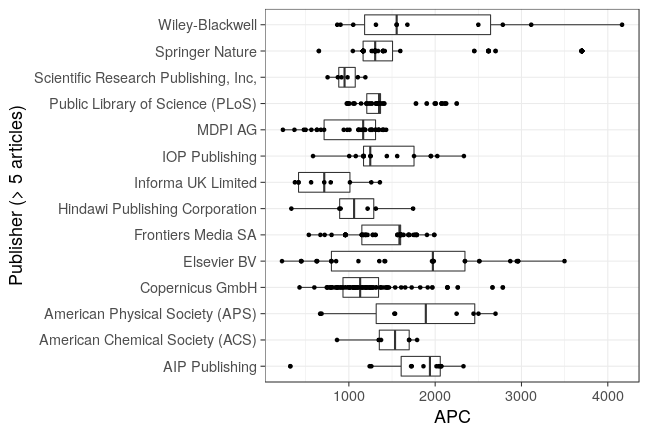 Publisher (> 5 articles)
Wiley-Blackwell
Springer Nature
Scientific Research Publishing, Inc,
Public Library of Science (PLoS)
MDPI AG
IOP Publishing
Informa UK Limited
Hindawi Publishing Corporation
Frontiers Media SA
Elsevier BV
Copernicus GmbH
American Physical Society (APS)
American Chemical Society (ACS)
AIP Publishing
1000 2000 3000 4000
APC